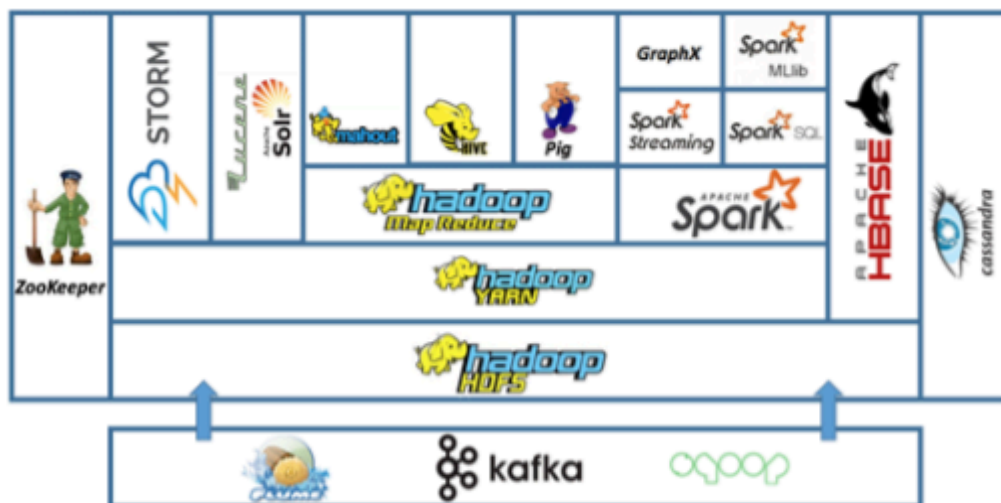 ZooKeeper
STORM
Lucene
Apache
Solr
mahout
HIVE
Pig
GraphX
Spark
MLlib
Spark
Streaming
Spark SQL
hadoop
Map Reduce
APACHE
Spark
APACHE
HBASE
cassandra
hadoop
YARN
hadoop
HDFS
flume
kafka
sqoop